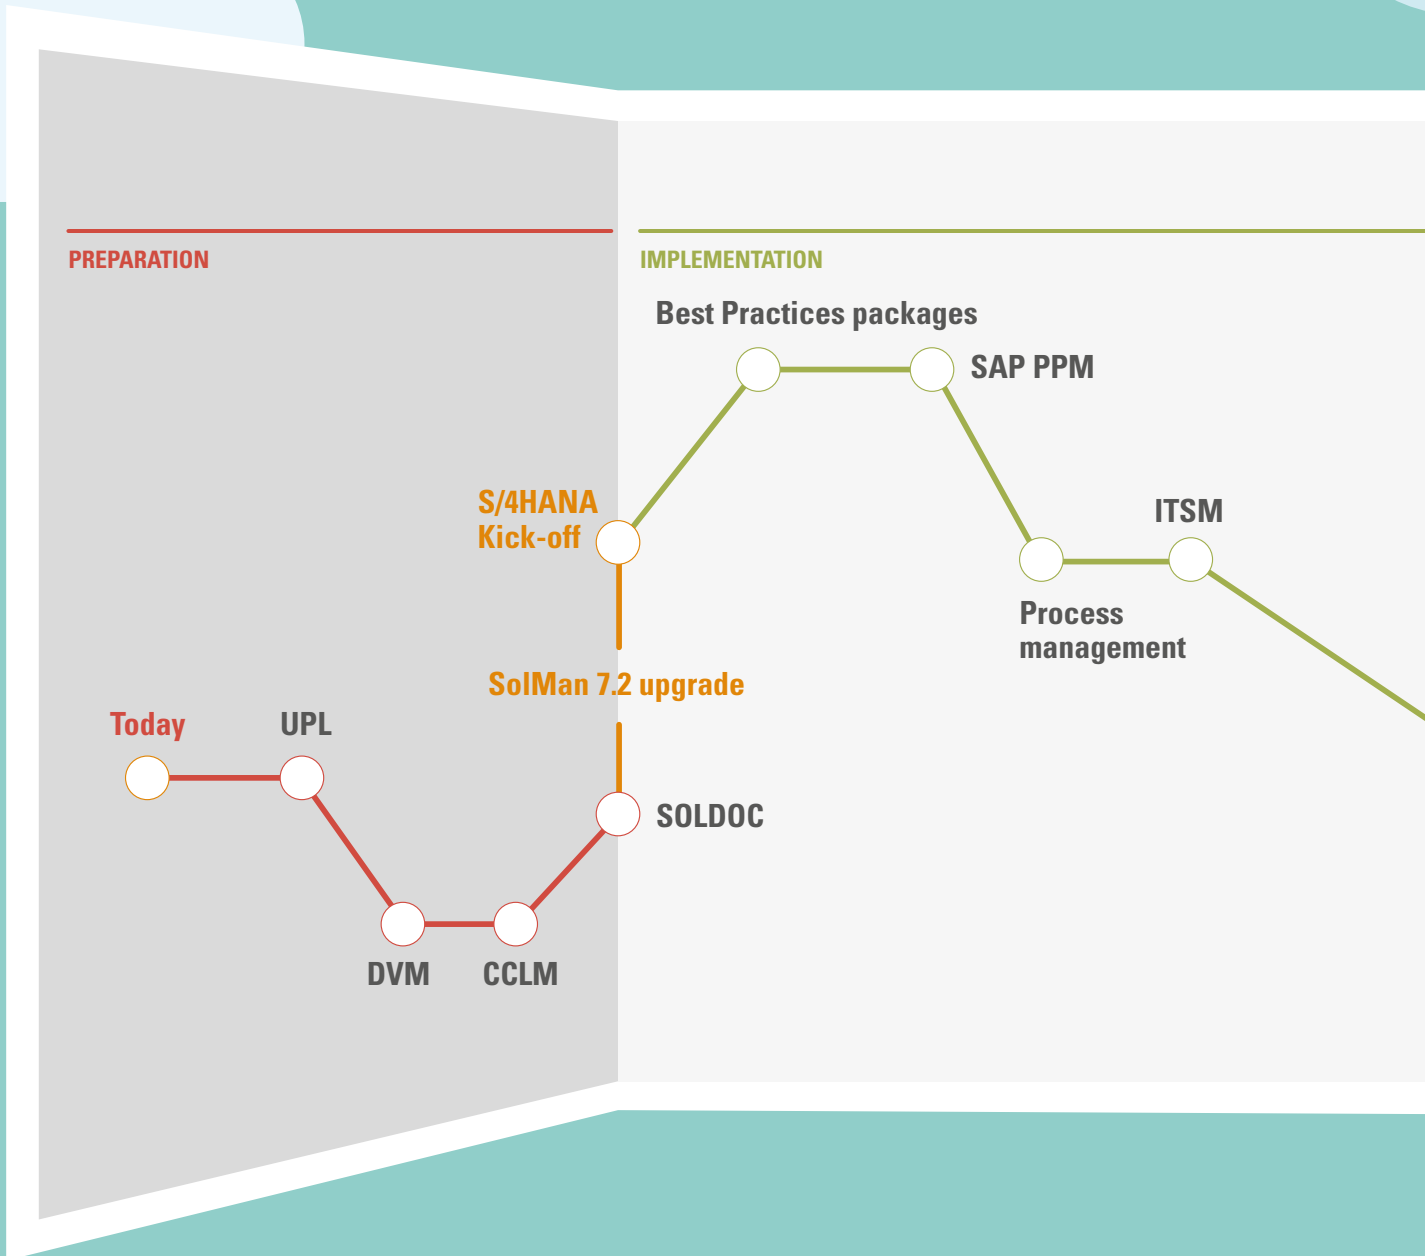 PREPARATION
IMPLEMENTATION
Best Practices packages
SAP PPM
S/4HANA
Kick-off
ITSM
Process
management
SolMan 7.2 upgrade
Today
UPL
SOLDOC
DVM
CCLM